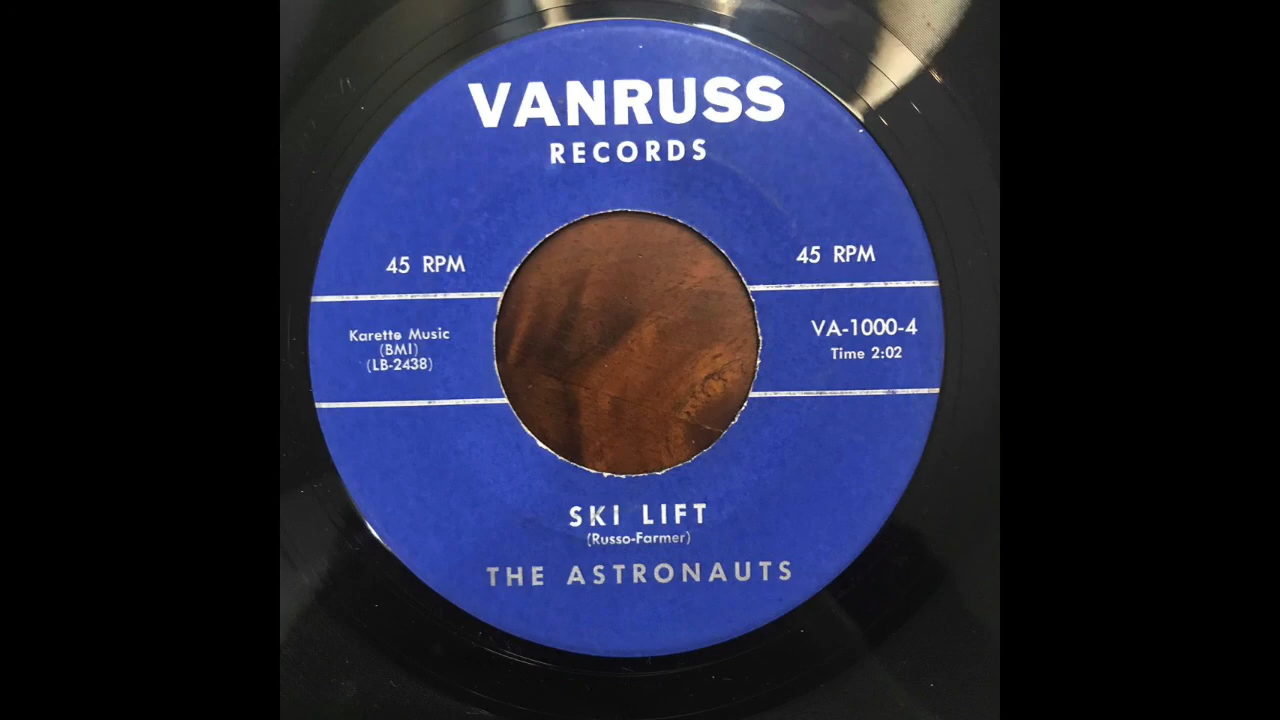 VANRUSS
RECORDS
45 RPM
45 RPM
Karette Music
(BMI)
(LB-2438)
VA-1000-4
Time 2:02
SKI LIFT
(Russo-Farmer)
THE ASTRONAUTS